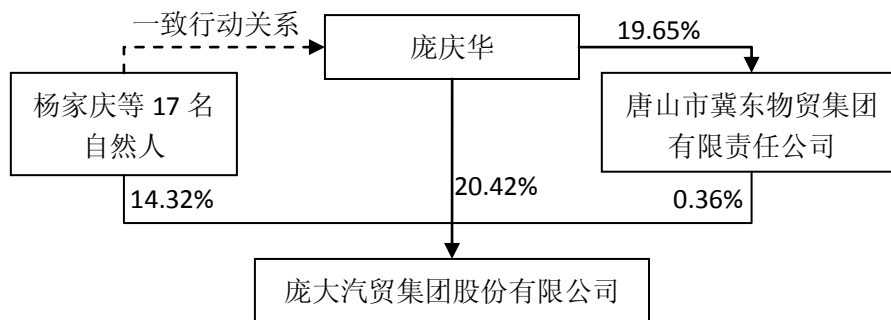 一致行动关系
庞庆华
19.65%
杨家庆等 17 名
自然人
唐山市冀东物贸集团
有限责任公司
14.32%
20.42%
0.36%
庞大汽贸集团股份有限公司